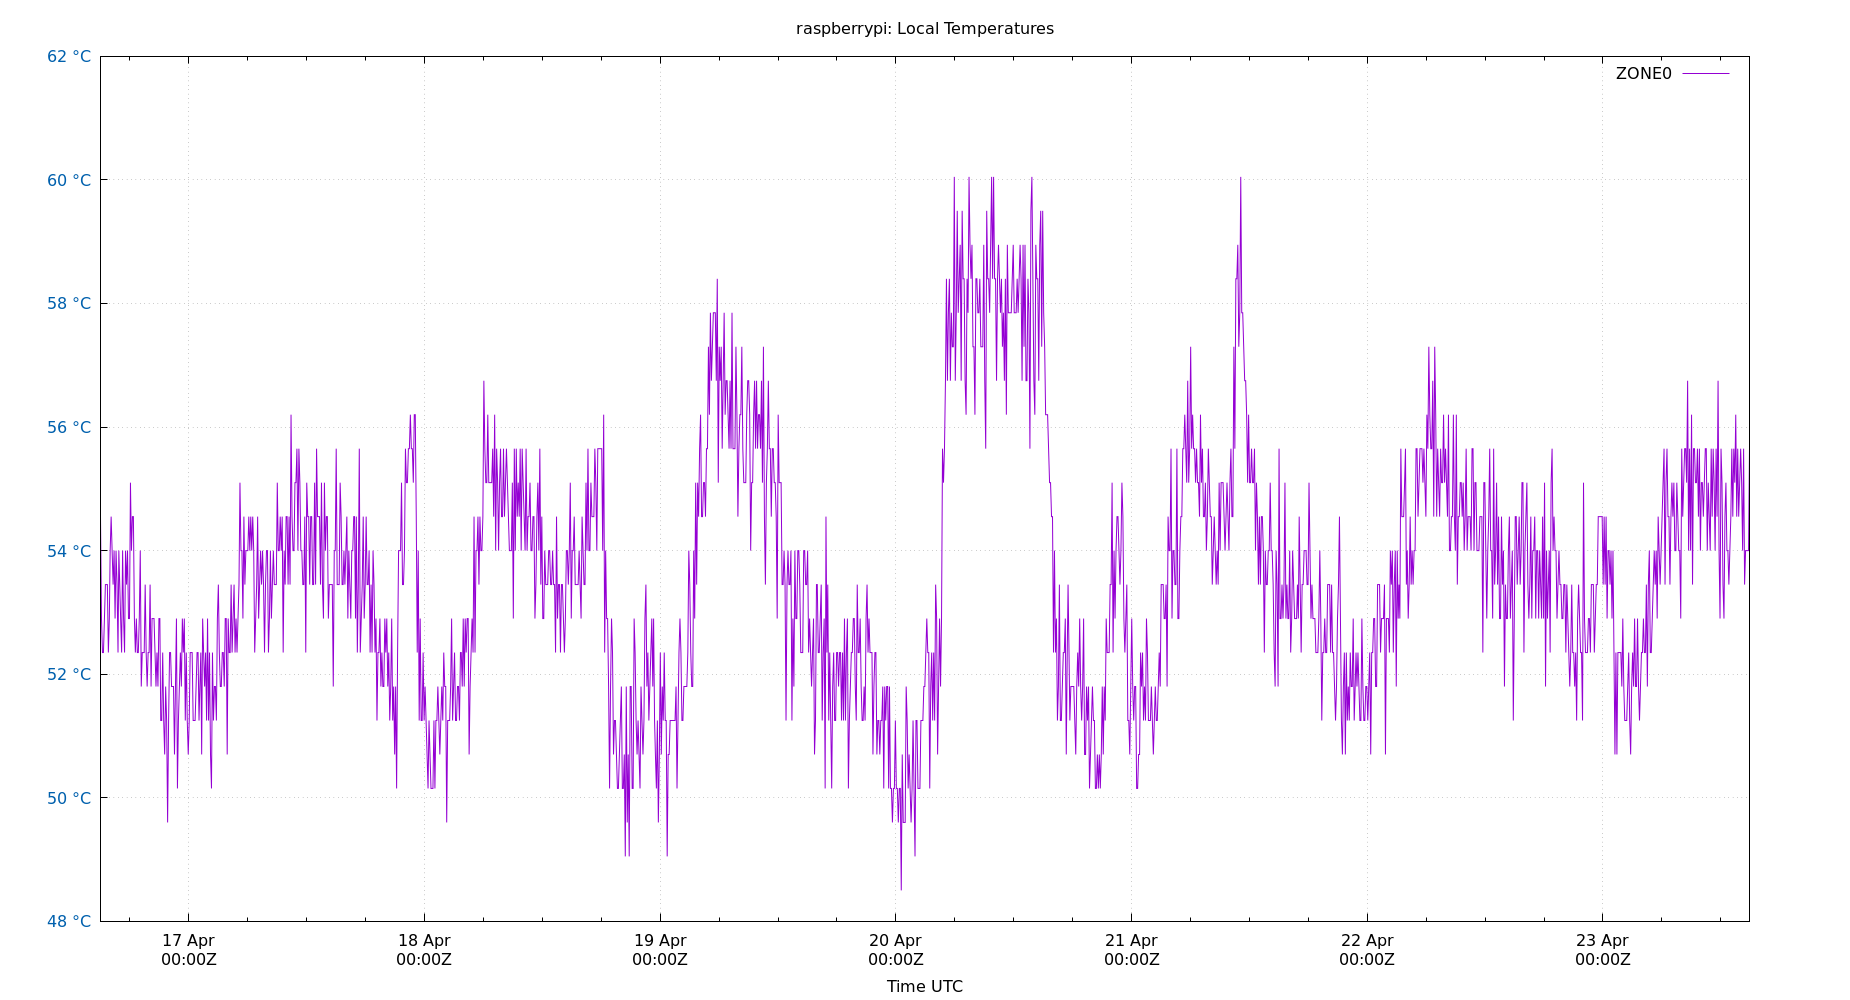 raspberrypi: Local Temperatures
62 °C
ZONE0
60 °C
58 °C
56 °C
54 °C
52 °C
50 °C
48 °C
17 Apr 18 Apr 19 Apr 20 Apr 21 Apr 22 Apr 23 Apr
00:00Z 00:00Z 00:00Z 00:00Z 00:00Z 00:00Z 00:00Z
Time UTC